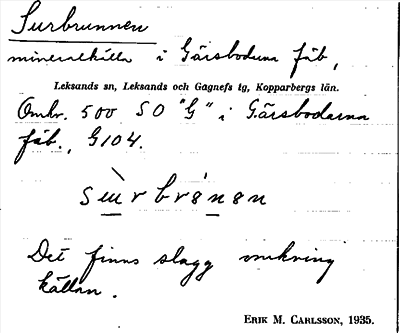 Surbrunnen
mineralkälla i Gärsbodarna fäb,
Leksands sn, Leksands och Gagnefs tg, Kopparbergs län.
Omkr. 500 SO "G" i Gärsbodarna
fäb., G104.
Det finns slagg omkring
källan.
ERIK M. CARLSSON, 1935.